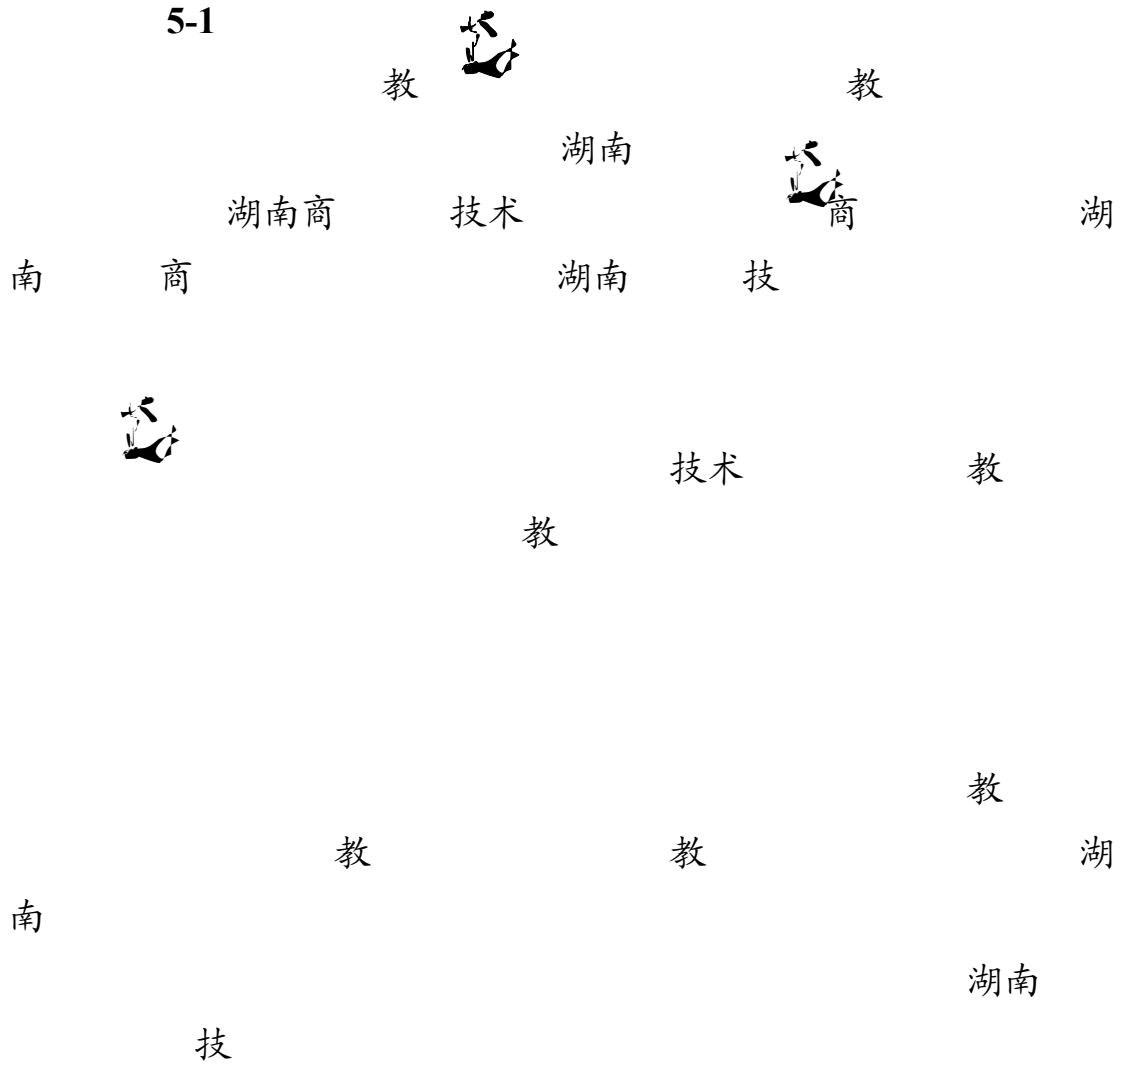 5-1
教 教
湖南
湖南商 技术 商 湖
南 商 湖南 技
技术 教
教
教
教 教 湖
南
湖南
技